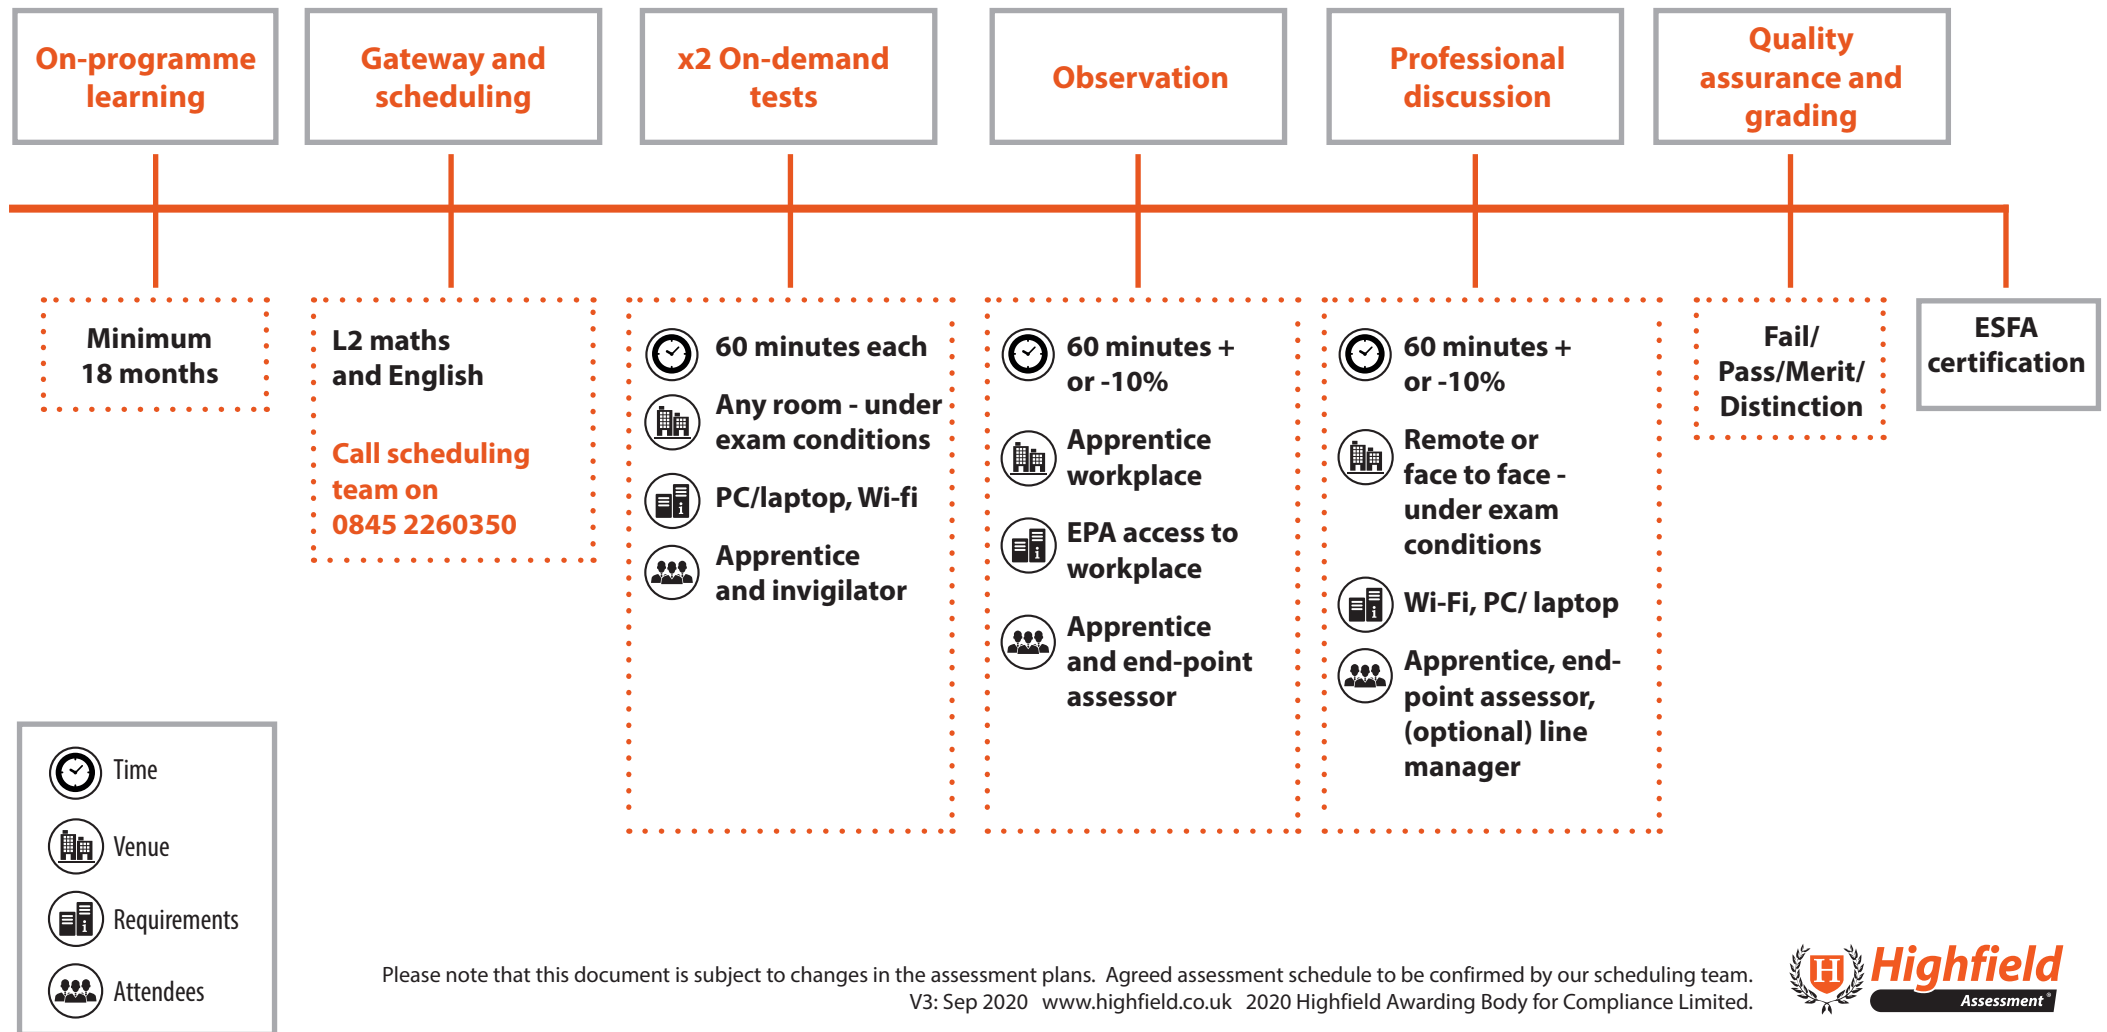 On-programme
learning
Gateway and
scheduling
x2 On-demand
tests
Observation
Professional
discussion
Quality
assurance and
grading
Minimum
18 months
L2 maths
and English
Call scheduling
team on
0845 2260350
60 minutes each
Any room - under
exam conditions
PC/laptop, Wi-fi
Apprentice
and invigilator
60 minutes +
or -10%
Apprentice
workplace
EPA access to
workplace
Apprentice
and end-point
assessor
60 minutes +
or -10%
Remote or
face to face -
under exam
conditions
Wi-Fi, PC/ laptop
Apprentice, end-
point assessor,
(optional) line
manager
Fail/
Pass/Merit/
Distinction
ESFA
certification
Time
Venue
Requirements
Attendees
Please note that this document is subject to changes in the assessment plans. Agreed assessment schedule to be confirmed by our scheduling team.
V3: Sep 2020 www.highfield.co.uk 2020 Highfield Awarding Body for Compliance Limited.
H
Highfield
Assessment®